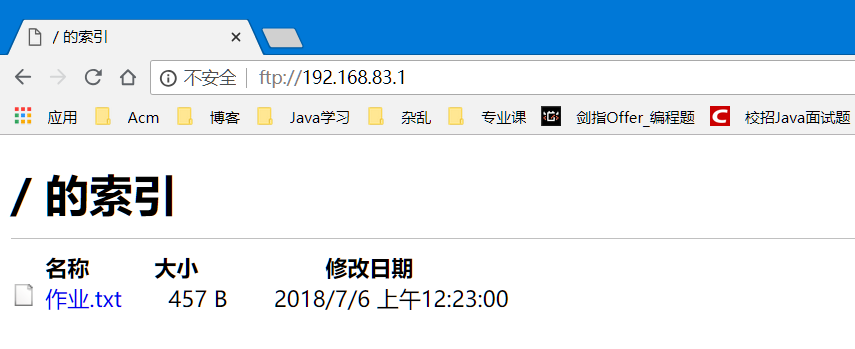 / 的索引
不安全 ftp://192.168.83.1
应用 Acm 博客 Java学习 杂乱 专业课 剑指Offer_编程题 校招Java面试题
/ 的索引
名称 大小 修改日期
作业.txt 457 B 2018/7/6 上午12:23:00